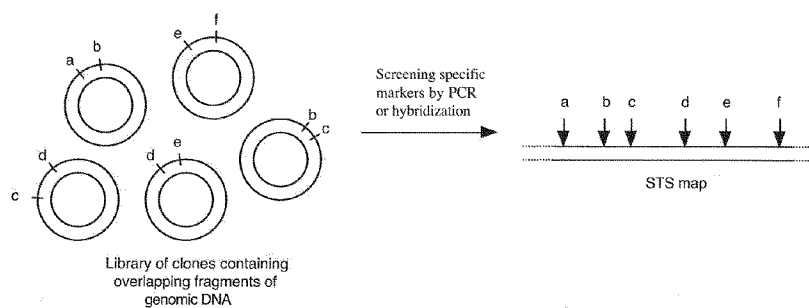 a b
e f
b
c
d
c
d e
Library of clones containing
overlapping fragments of
genomic DNA
Screening specific
markers by PCR
or hybridization
a b c d e f
STS map